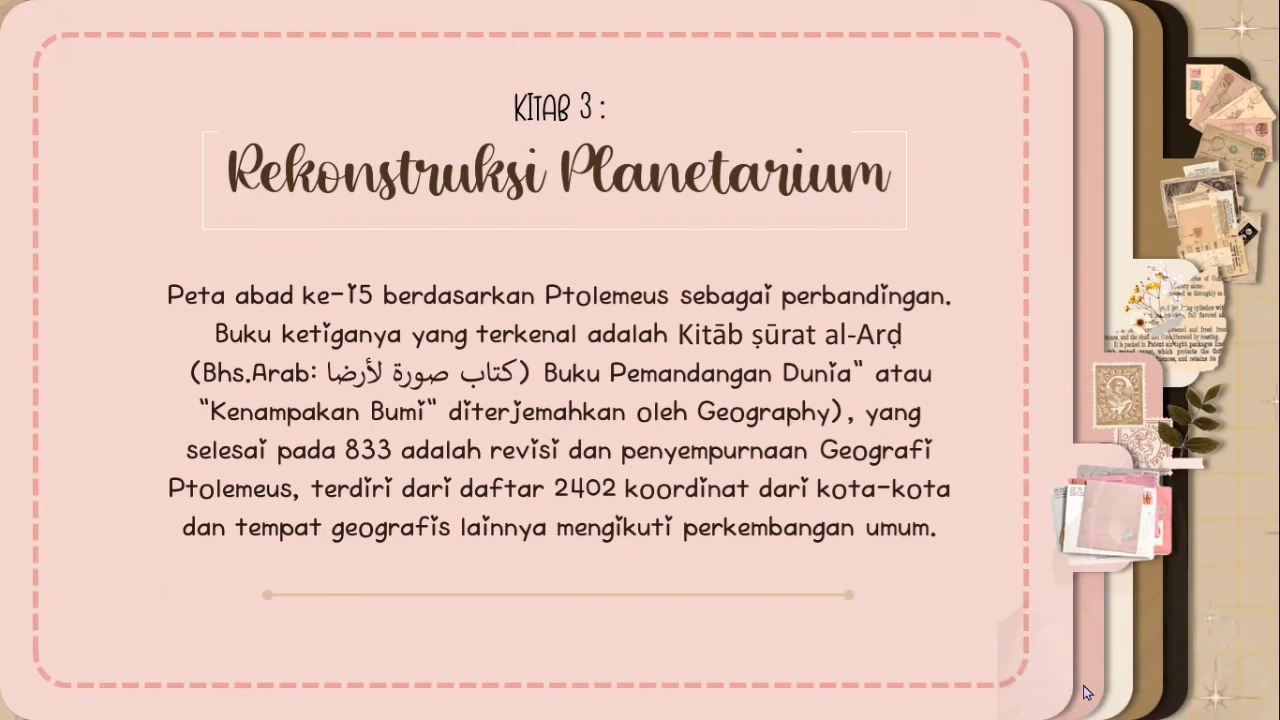 KITAB 3 :
Rekonstruksi Planetarium
Peta abad ke-15 berdasarkan Ptolemeus sebagai perbandingan.
Buku ketiganya yang terkenal adalah Kitāb ṣūrat al-Arḍ
(Bhs.Arab: كتاب صورة لأرضا) Buku Pemandangan Dunia" atau
"Kenampakan Bumi" diterjemahkan oleh Geography), yang
selesai pada 833 adalah revisi dan penyempurnaan Geografi
Ptolemeus, terdiri dari daftar 2402 koordinat dari kota-kota
dan tempat geografis lainnya mengikuti perkembangan umum.